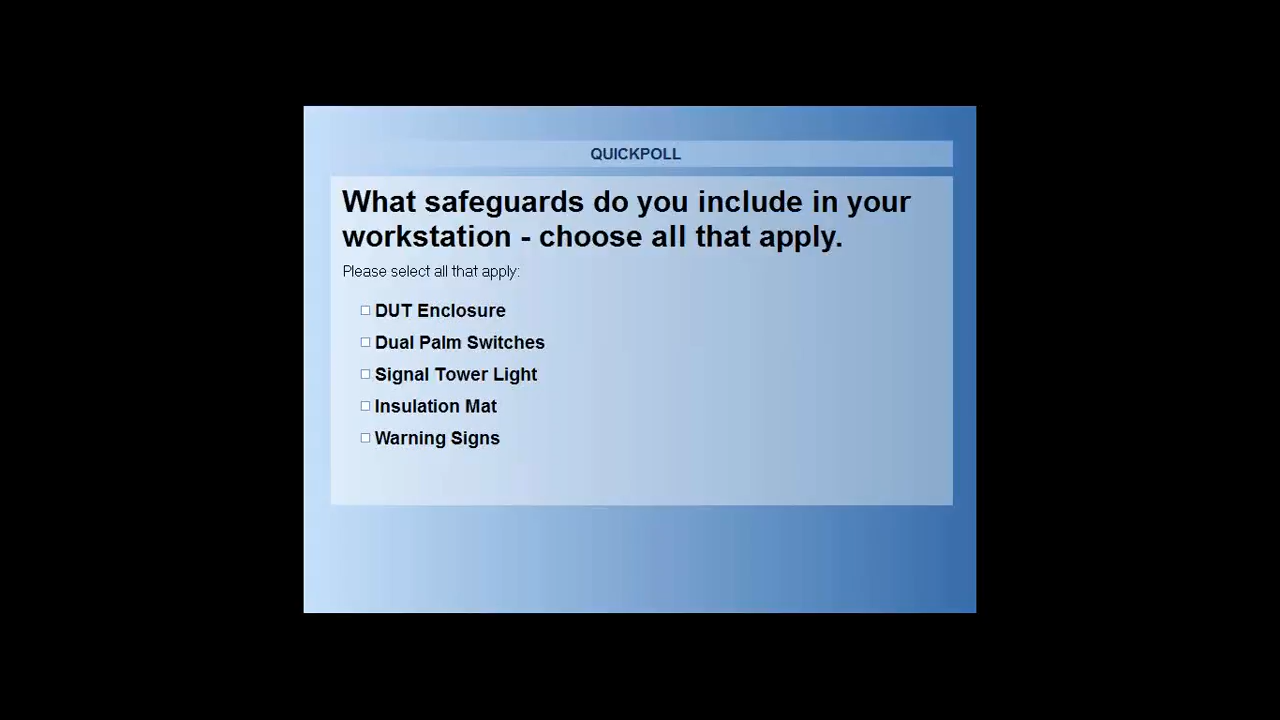 QUICKPOLL
What safeguards do you include in your
workstation - choose all that apply.
Please select all that apply:
DUT Enclosure
Dual Palm Switches
Signal Tower Light
Insulation Mat
Warning Signs